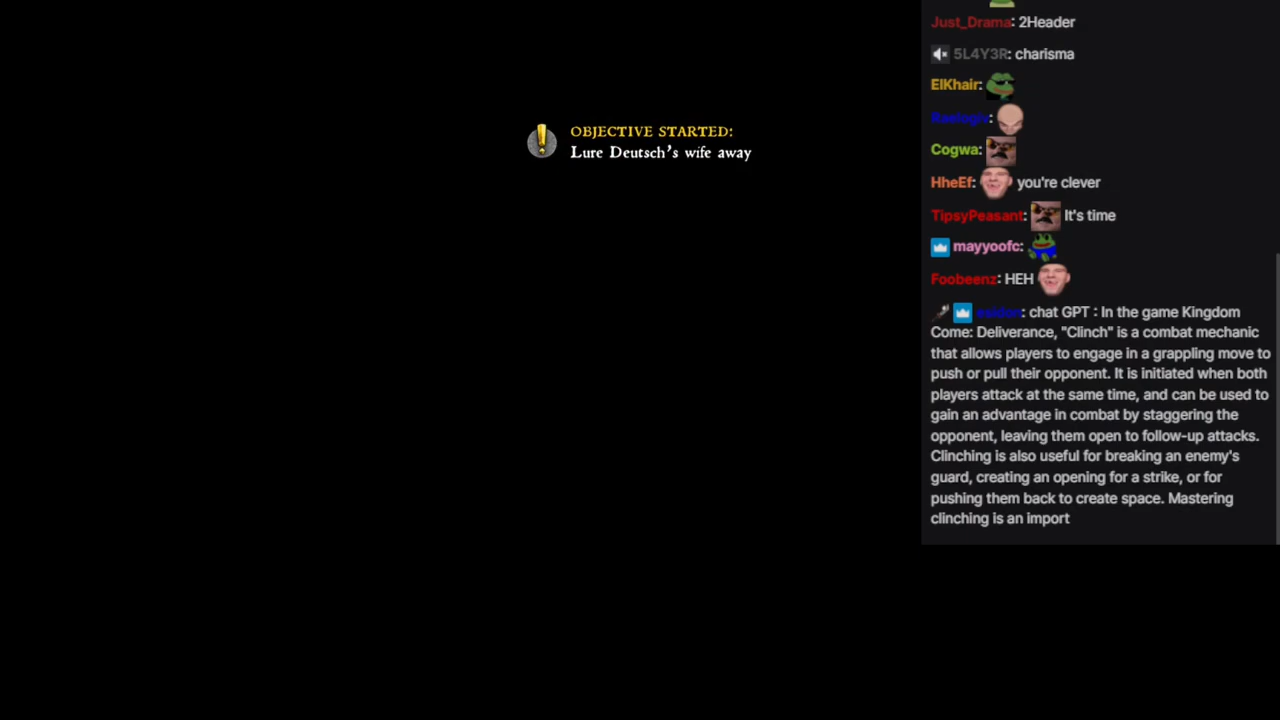 OBJECTIVE STARTED:
Lure Deutsch's wife away
Just_Drama: 2Header
5L4Y3R: charisma
ElKhair:
Baelogiv:
Cogwa:
HheEf: you're clever
TipsyPeasant: It's time
mayyoofc:
Foobeenz: HEH
chat GPT : In the game Kingdom
Come: Deliverance, "Clinch" is a combat mechanic
that allows players to engage in a grappling move to
push or pull their opponent. It is initiated when both
players attack at the same time, and can be used to
gain an advantage in combat by staggering the
opponent, leaving them open to follow-up attacks.
Clinching is also useful for breaking an enemy's
guard, creating an opening for a strike, or for
pushing them back to create space. Mastering
clinching is an import